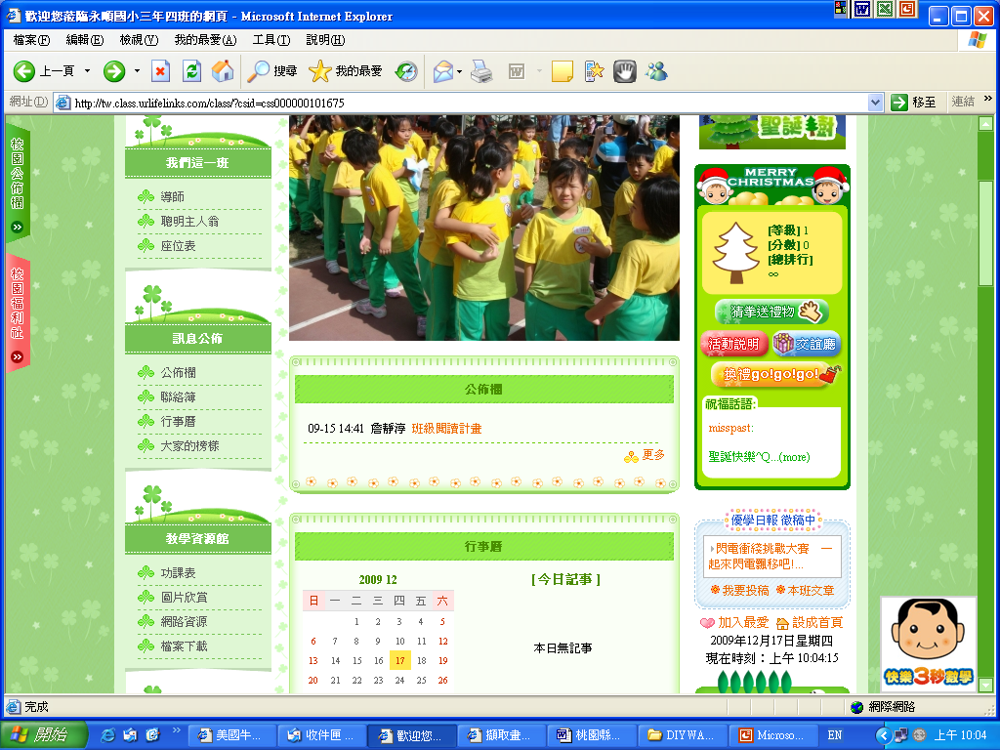 歡迎您蒞臨永順國小三年四班的網頁 - Microsoft Internet Explorer
檔案(F) 編輯(E) 檢視(V) 我的最愛(A) 工具(T) 說明(H)
上一頁 搜尋 我的最愛
網址(D) http://tw.class.urlifelinks.com/class/?csid=css000000101675 移至 連結 »
校園公佈欄
校園福利社
我們這一班
導師
聰明主人翁
座位表
訊息公佈
公佈欄
聯絡簿
行事曆
大家的榜樣
教學資源館
功課表
圖片欣賞
網路資源
檔案下載
公佈欄
09-15 14:41 詹靜淳 班級閱讀計畫
更多
行事曆
2009 12
日 一 二 三 四 五 六
1 2 3 4 5
6 7 8 9 10 11 12
13 14 15 16 17 18 19
20 21 22 23 24 25 26
[今日記事]
本日無記事
聖誕樹
MERRY
CHRISTMAS
[等級] 1
[分數] 0
[總排行]
∞
猜拳送禮物
活動說明 交誼廳
換禮go!go!go!
祝福話語:
misspast:
聖誕快樂^Q...(more)
優學日報 徵稿中
閃電衝綫挑戰大賽 —
起來閃電飄移吧!...
我要投稿 本班文章
加入最愛 設成首頁
2009年12月17日星期四
現在時刻：上午 10:04:15
快樂3秒數學
完成 網際網路
開始 美國牛... 收件匣 ... 歡迎您... 擷取畫... 桃園縣... DIYWA... Microso... EN 上午 10:04